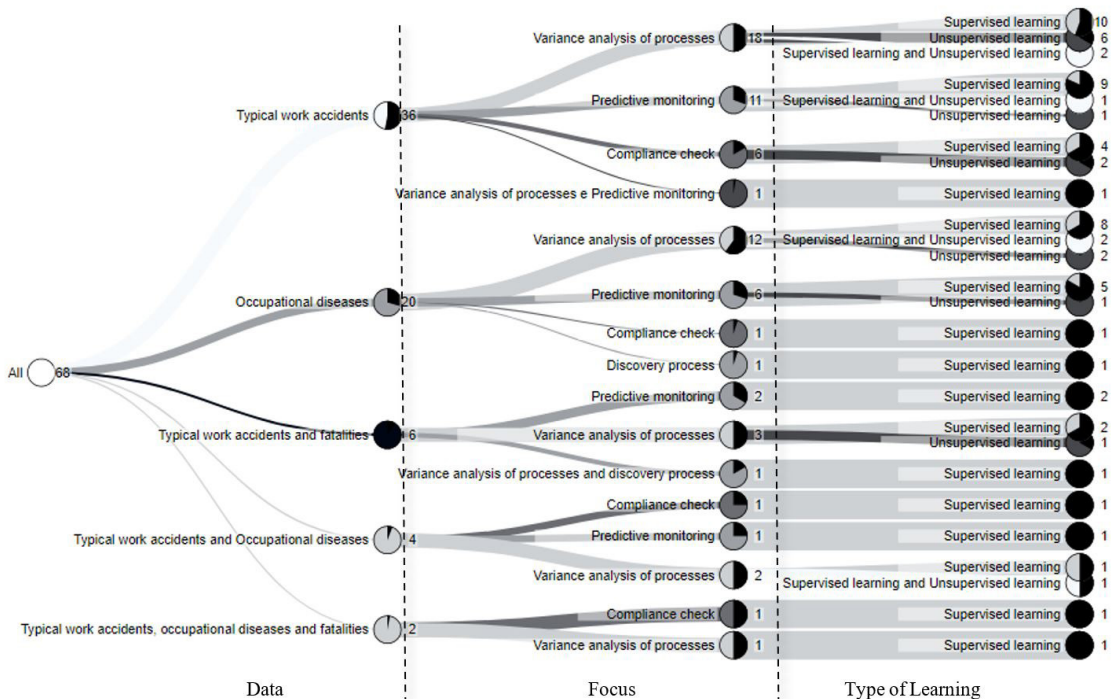 All 68
Typical work accidents 36
Variance analysis of processes 18
Supervised learning 10
Unsupervised learning 6
Supervised learning and Unsupervised learning 2
Predictive monitoring 11
Supervised learning 9
Supervised learning and Unsupervised learning 1
Unsupervised learning 1
Compliance check 6
Supervised learning 4
Unsupervised learning 2
Variance analysis of processes e Predictive monitoring 1
Supervised learning 1
Occupational diseases 20
Variance analysis of processes 12
Supervised learning 8
Supervised learning and Unsupervised learning 2
Unsupervised learning 2
Predictive monitoring 6
Supervised learning 5
Unsupervised learning 1
Compliance check 1
Supervised learning 1
Discovery process 1
Supervised learning 1
Typical work accidents and fatalities 6
Predictive monitoring 2
Supervised learning 2
Variance analysis of processes 3
Supervised learning 2
Unsupervised learning 1
Variance analysis of processes and discovery process 1
Supervised learning 1
Typical work accidents and Occupational diseases 4
Compliance check 1
Supervised learning 1
Predictive monitoring 1
Supervised learning 1
Variance analysis of processes 2
Supervised learning 1
Supervised learning and Unsupervised learning 1
Typical work accidents, occupational diseases and fatalities 2
Compliance check 1
Supervised learning 1
Variance analysis of processes 1
Supervised learning 1
Data
Focus
Type of Learning